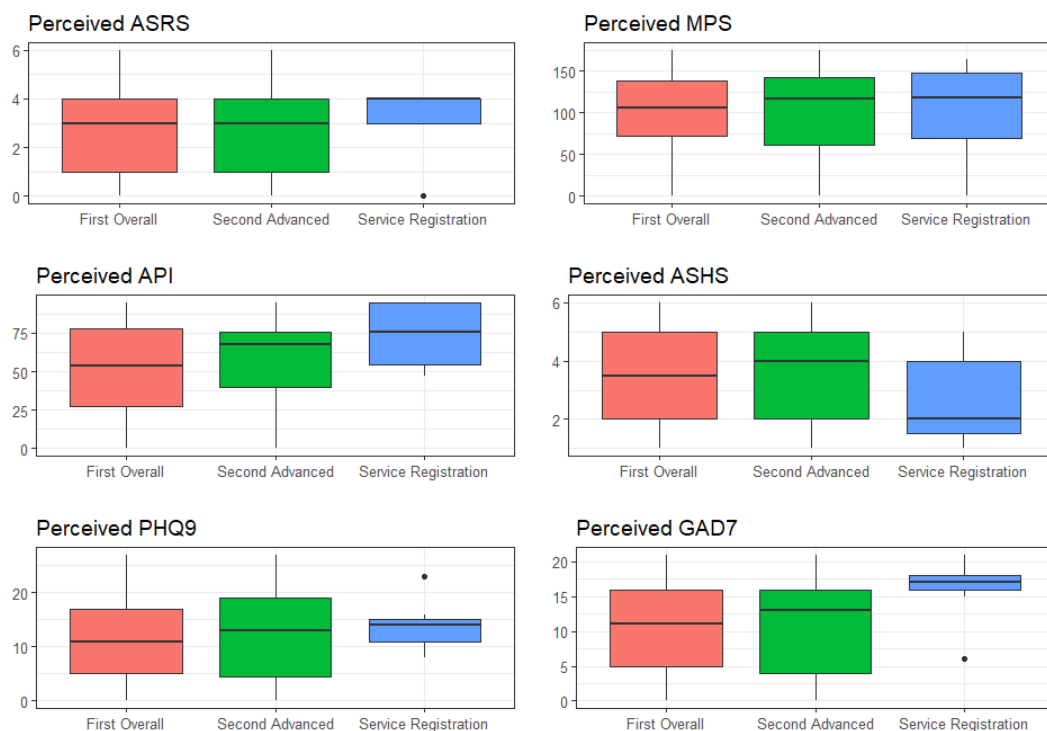 Perceived ASRS
6
4
2
0
First Overall Second Advanced Service Registration
Perceived MPS
150
100
50
0
First Overall Second Advanced Service Registration
Perceived API
75
50
25
0
First Overall Second Advanced Service Registration
Perceived ASHS
6
4
2
First Overall Second Advanced Service Registration
Perceived PHQ9
20
10
0
First Overall Second Advanced Service Registration
Perceived GAD7
20
15
10
5
0
First Overall Second Advanced Service Registration